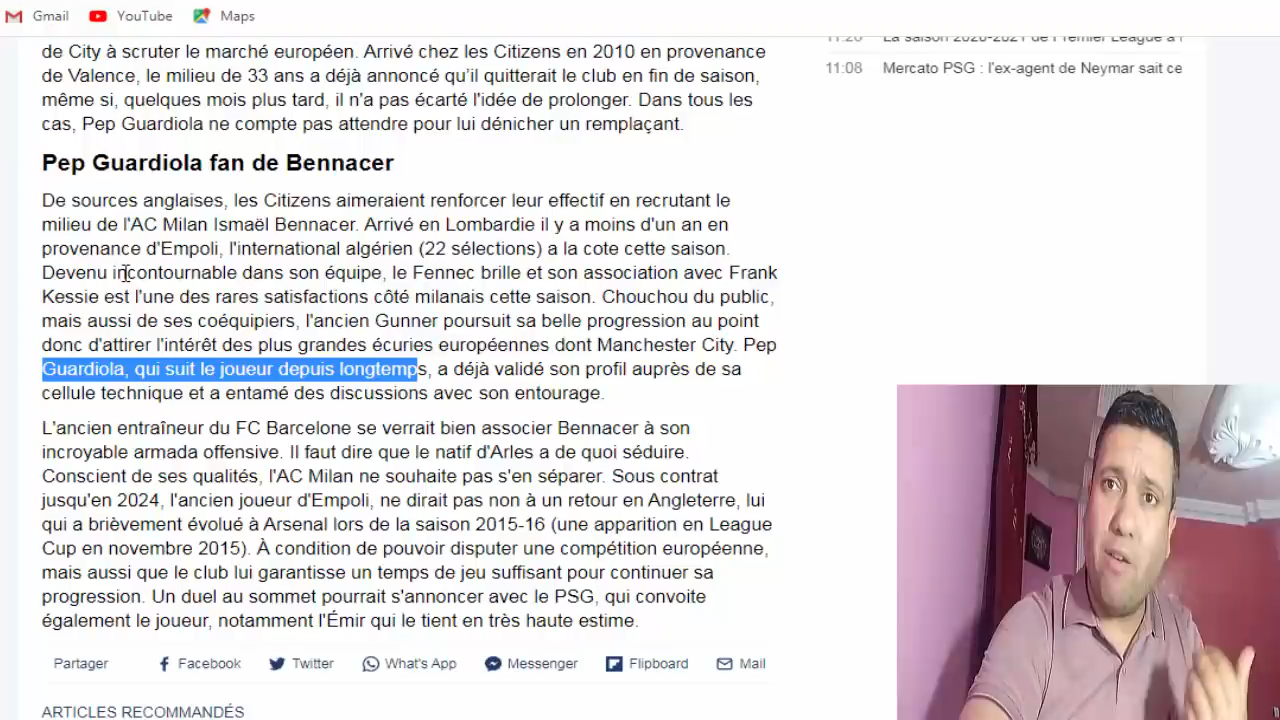 Gmail YouTube Maps
de City à scruter le marché européen. Arrivé chez les Citizens en 2010 en provenance
de Valence, le milieu de 33 ans a déjà annoncé qu'il quitterait le club en fin de saison,
même si, quelques mois plus tard, il n'a pas écarté l'idée de prolonger. Dans tous les
cas, Pep Guardiola ne compte pas attendre pour lui dénicher un remplaçant.
Pep Guardiola fan de Bennacer
De sources anglaises, les Citizens aimeraient renforcer leur effectif en recrutant le
milieu de l'AC Milan Ismaël Bennacer. Arrivé en Lombardie il y a moins d'un an en
provenance d'Empoli, l'international algérien (22 sélections) a la cote cette saison.
Devenu incontournable dans son équipe, le Fennec brille et son association avec Frank
Kessie est l'une des rares satisfactions côté milanais cette saison. Chouchou du public,
mais aussi de ses coéquipiers, l'ancien Gunner poursuit sa belle progression au point
donc d'attirer l'intérêt des plus grandes écuries européennes dont Manchester City. Pep
Guardiola, qui suit le joueur depuis longtemps, a déjà validé son profil auprès de sa
cellule technique et a entamé des discussions avec son entourage.
L'ancien entraîneur du FC Barcelone se verrait bien associer Bennacer à son
incroyable armada offensive. Il faut dire que le natif d'Arles a de quoi séduire.
Conscient de ses qualités, l'AC Milan ne souhaite pas s'en séparer. Sous contrat
jusqu'en 2024, l'ancien joueur d'Empoli, ne dirait pas non à un retour en Angleterre, lui
qui a brièvement évolué à Arsenal lors de la saison 2015-16 (une apparition en League
Cup en novembre 2015). À condition de pouvoir disputer une compétition européenne,
mais aussi que le club lui garantisse un temps de jeu suffisant pour continuer sa
progression. Un duel au sommet pourrait s'annoncer avec le PSG, qui convoite
également le joueur, notamment l'Émir qui le tient en très haute estime.
Partager Facebook Twitter What's App Messenger Flipboard Mail
ARTICLES RECOMMANDÉS
La saison 2020-2021 de Premier League a
11:08 Mercato PSG : l'ex-agent de Neymar sait ce